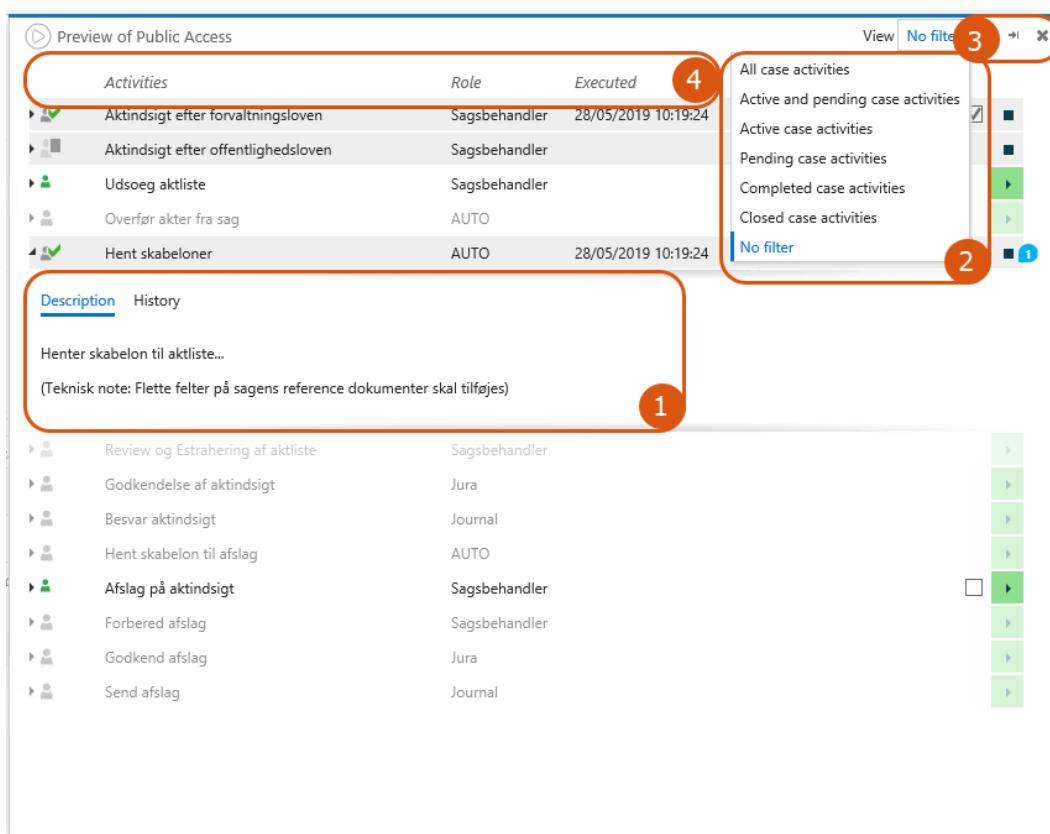 Preview of Public Access
View No filte 3
Activities Role Executed 4
Aktindsigt efter forvaltningsloven Sagsbehandler 28/05/2019 10:19:24
Aktindsigt efter offentlighedsloven Sagsbehandler
Udsoeg aktliste Sagsbehandler
Overfør akter fra sag AUTO
Hent skabeloner AUTO 28/05/2019 10:19:24 1
All case activities
Active and pending case activities
Active case activities
Pending case activities
Completed case activities
Closed case activities
No filter
2
Description History
Henter skabelon til aktliste...
(Teknisk note: Flette felter på sagens reference dokumenter skal tilføjes)
1
Review og Estrahering af aktliste Sagsbehandler
Godkendelse af aktindsigt Jura
Besvar aktindsigt Journal
Hent skabelon til afslag AUTO
Afslag på aktindsigt Sagsbehandler
Forbered afslag Sagsbehandler
Godkend afslag Jura
Send afslag Journal